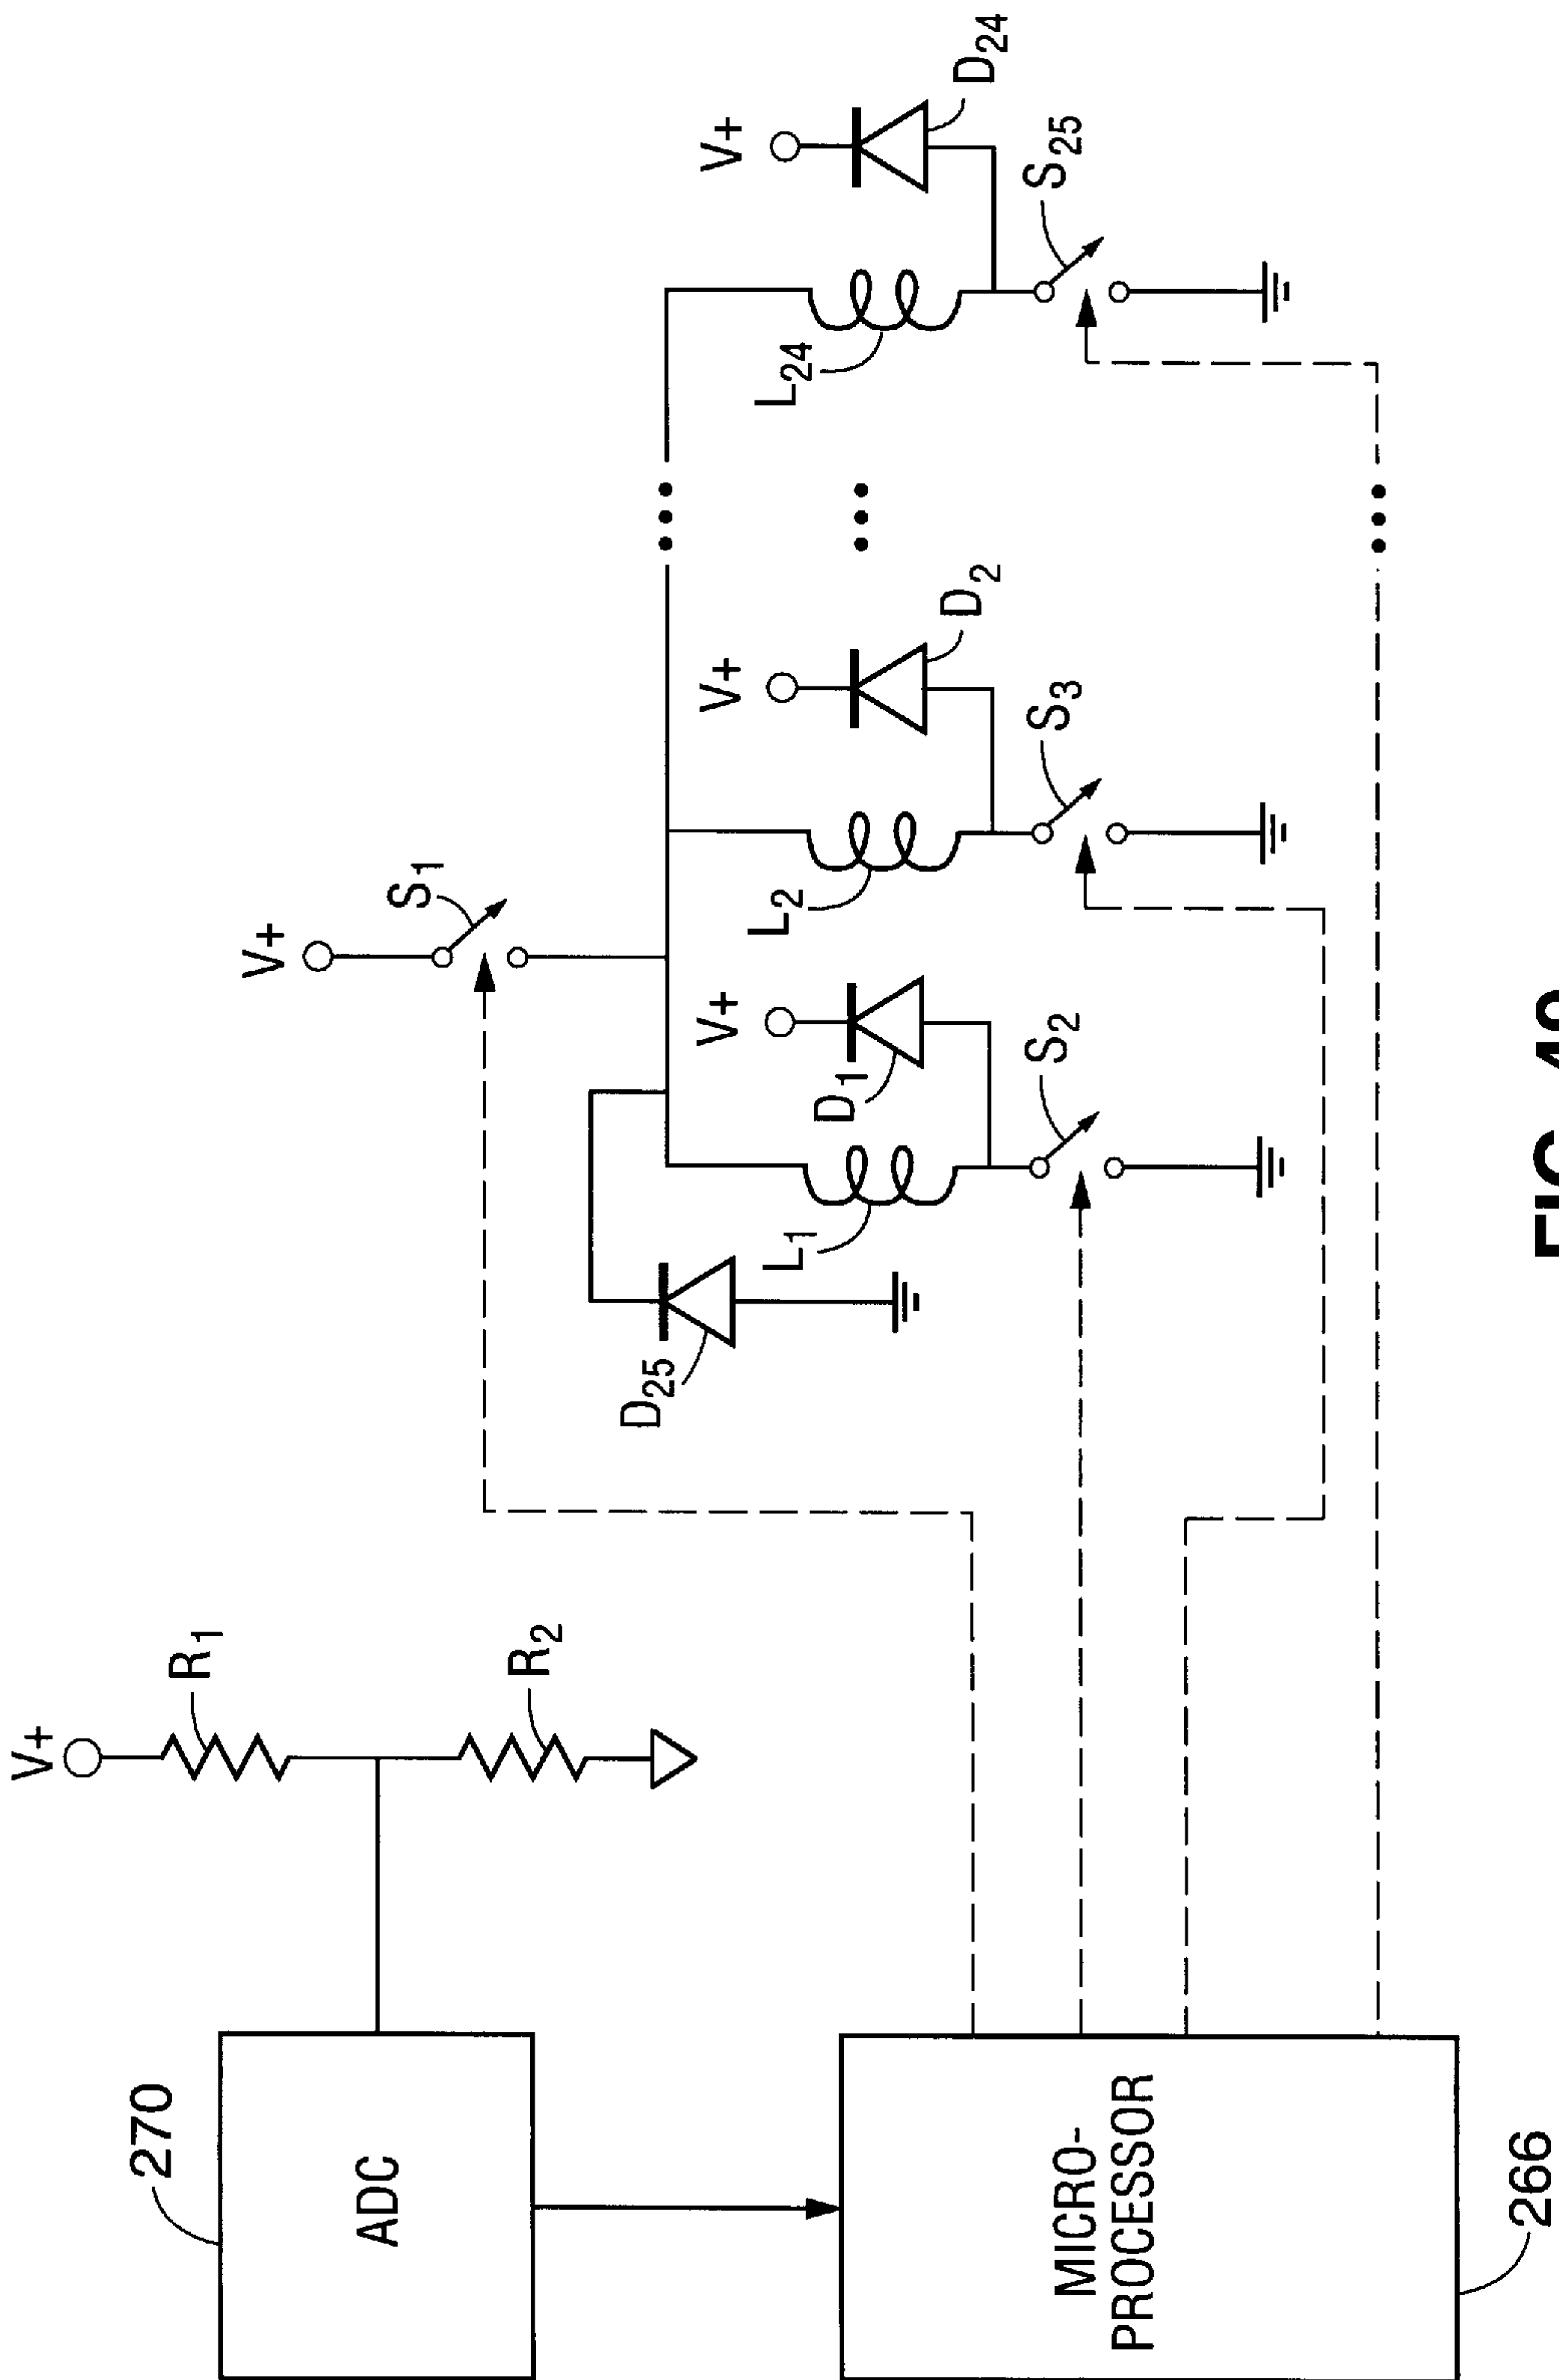 V+
R₁
R₂
270
ADC
MICRO-
PROCESSOR
266
V+
S₁
D₂₅
L₁
D₁
V+
S₂
L₂
V+
D₂
S₃
L₂₄
V+
D₂₄
S₂₅